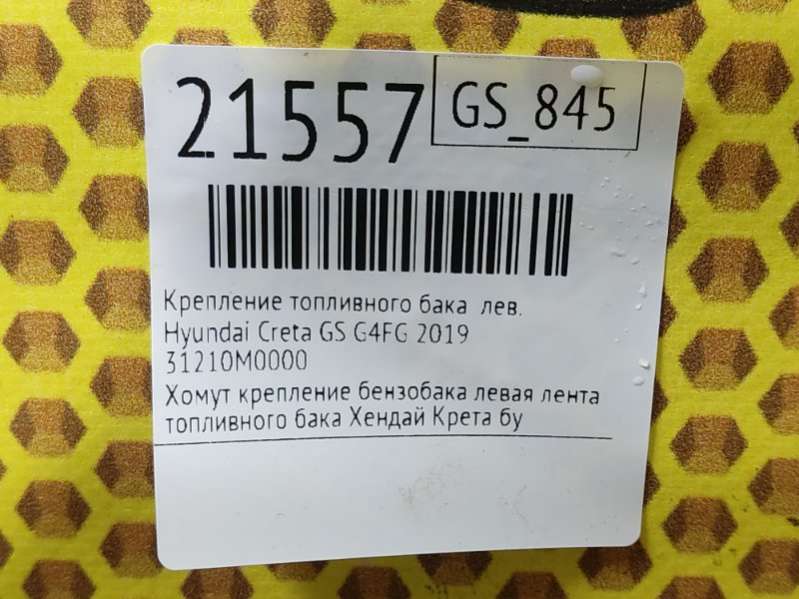 21557
GS_845
Крепление топливного бака лев.
Hyundai Creta GS G4FG 2019
31210M0000
Хомут крепление бензобака левая лента
топливного бака Хендай Крета бу